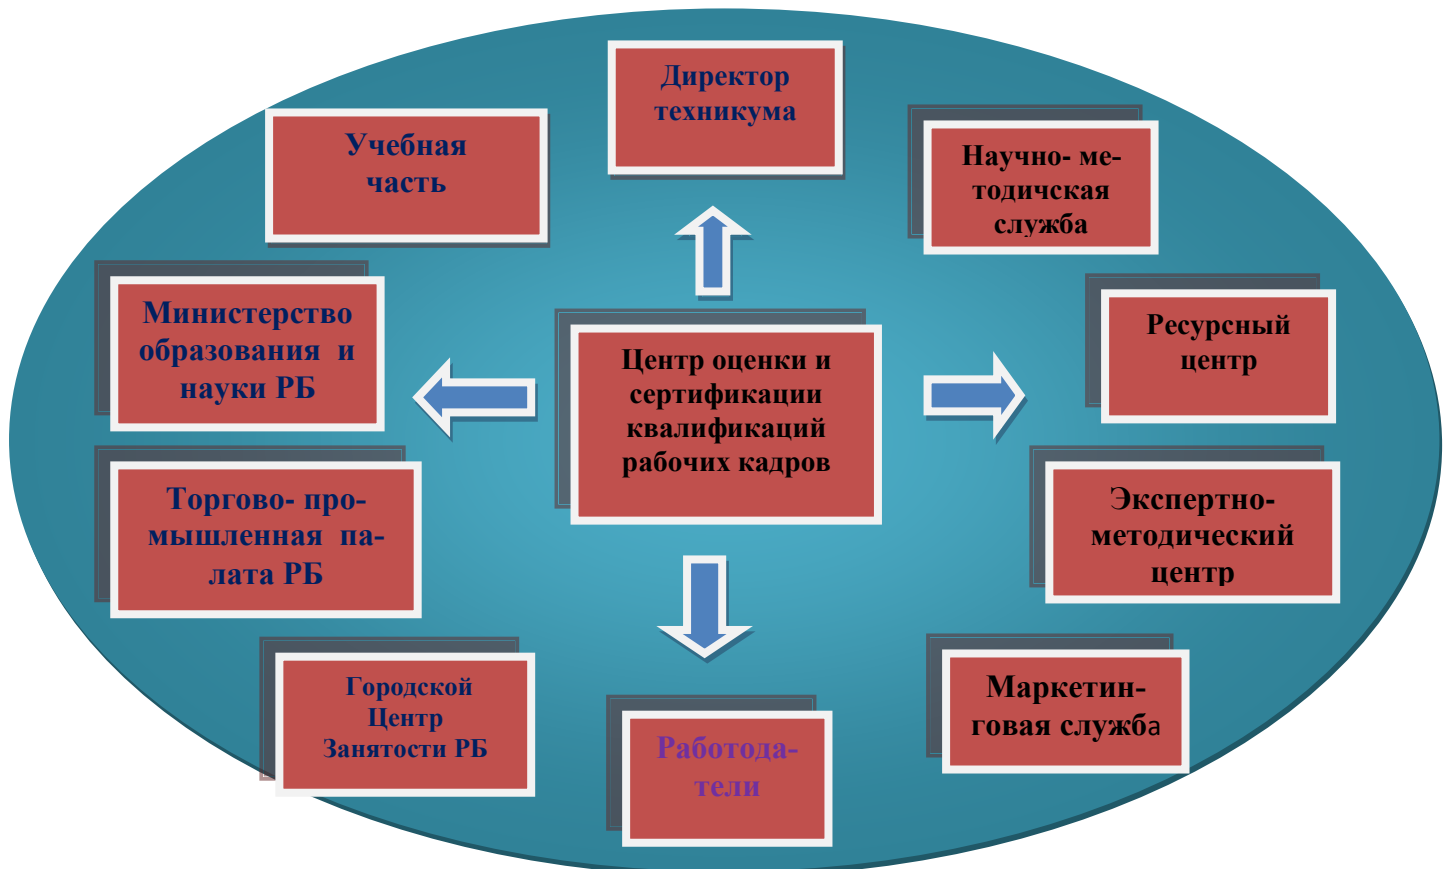 Директор
техникума
Учебная
часть
Научно- ме-
тодичская
служба
Министерство
образования и
науки РБ
Центр оценки и
сертификации
квалификаций
рабочих кадров
Ресурсный
центр
Торгово- про-
мышленная па-
лата РБ
Экспертно-
методический
центр
Городской
Центр
Занятости РБ
Работода-
тели
Маркетин-
говая служба